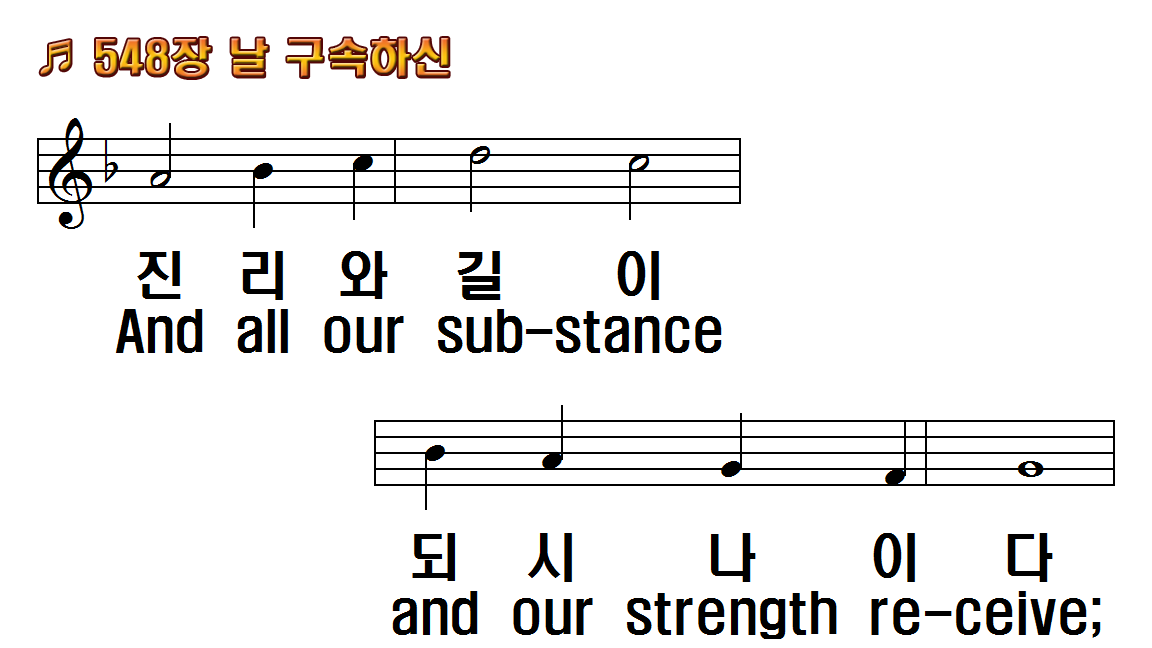 ♬ 548장 날 구속하신
진 리 와 길 이
And all our sub-stance
되 시 나 이 다
and our strength re-ceive;